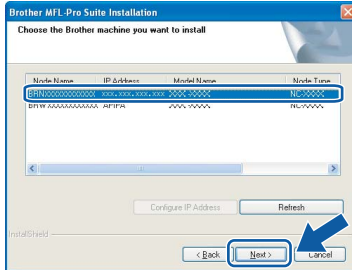 Brother MFL-Pro Suite Installation
Choose the Brother machine you want to install
Node Name IP Address Model Name Node Type
BRNXXXXXXXXXXXX xxx.xxx.xxx.xxx XXX-XXXX NC-XXXX
BRWXXXXXXXXXXXX APIPA XXX-XXXX NC-XXXX
Configure IP Address Refresh
InstallShield
< Back Next > Cancel